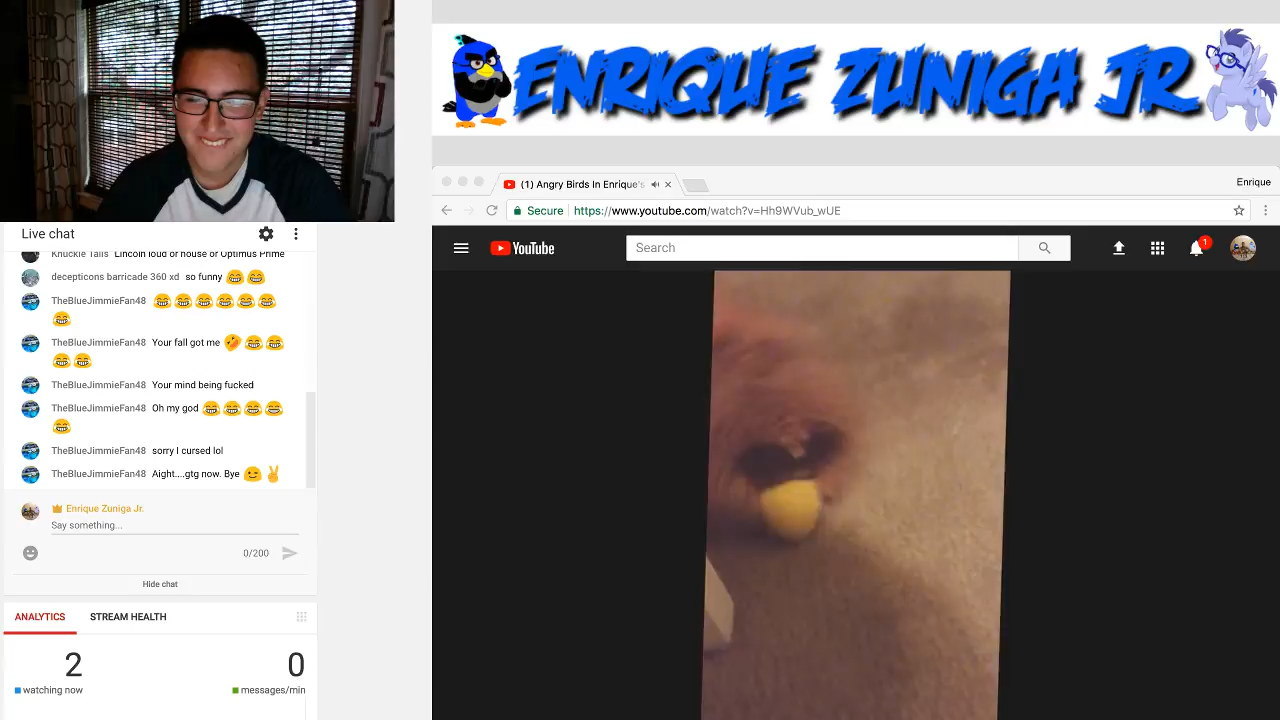 ENRIQUE ZUNIGA JR.
(1) Angry Birds In Enrique's
Enrique
Secure https://www.youtube.com/watch?v=Hh9WVub_wUE
YouTube
Search
1
Live chat
Knuckle Tails Lincoln loud or house or Optimus Prime
decepticons barricade 360 xd so funny
TheBlueJimmieFan48
TheBlueJimmieFan48 Your fall got me
TheBlueJimmieFan48 Your mind being fucked
TheBlueJimmieFan48 Oh my god
TheBlueJimmieFan48 sorry I cursed lol
TheBlueJimmieFan48 Aight....gtg now. Bye
Enrique Zuniga Jr.
Say something...
0/200
Hide chat
ANALYTICS STREAM HEALTH
2 0
watching now messages/min